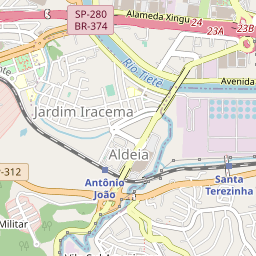 SP-280
BR-374
Alameda Xingu
24
23A
23B
Rio Tietê
Avenida
Jardim Iracema
Aldeia
-312
Antônio
João
Santa
Terezinha
Militar